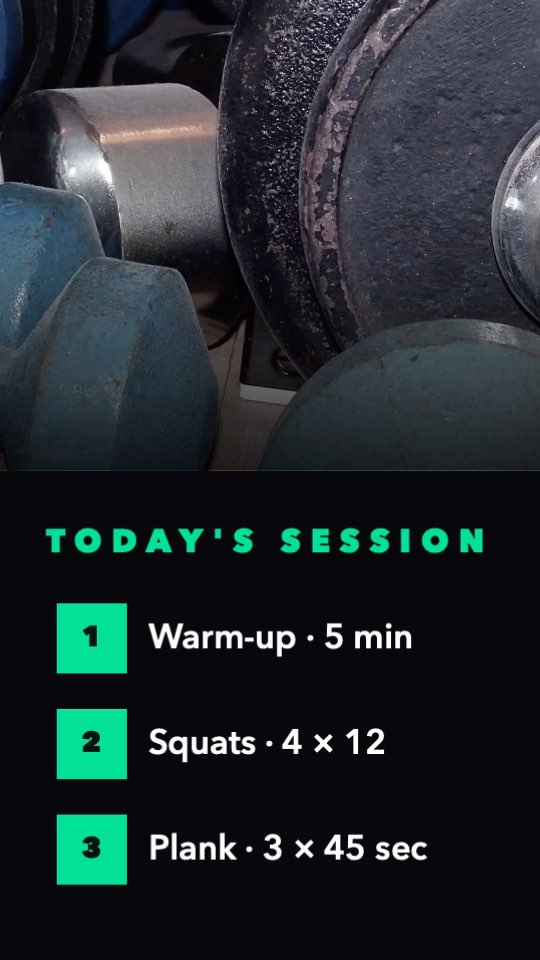 TODAY'S SESSION
1 Warm-up · 5 min
2 Squats · 4 × 12
3 Plank · 3 × 45 sec